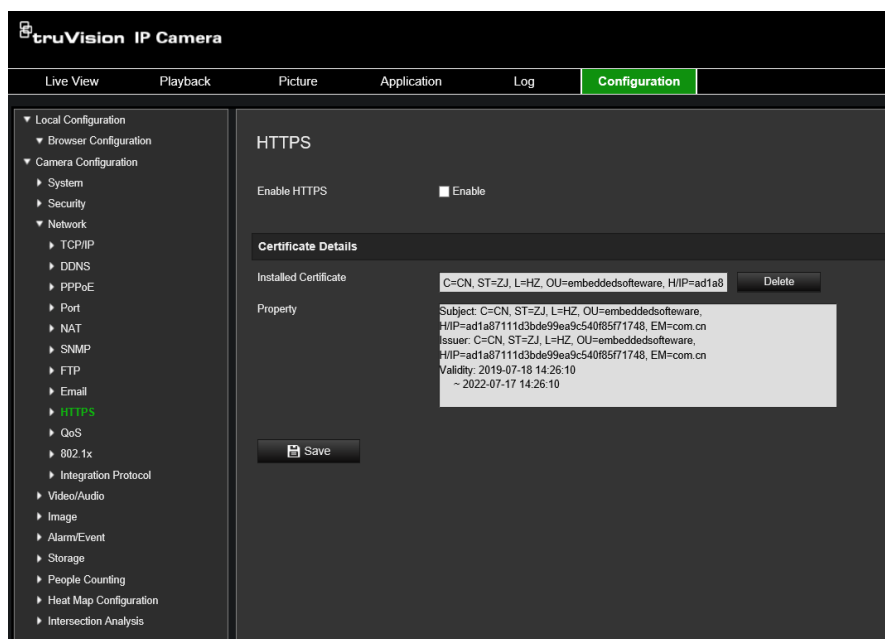 truVision IP Camera
Live View Playback Picture Application Log Configuration
Local Configuration
Browser Configuration
Camera Configuration
System
Security
Network
TCP/IP
DDNS
PPPoE
Port
NAT
SNMP
FTP
Email
HTTPS
QoS
802.1x
Integration Protocol
Video/Audio
Image
Alarm/Event
Storage
People Counting
Heat Map Configuration
Intersection Analysis
HTTPS
Enable HTTPS Enable
Certificate Details
Installed Certificate C=CN, ST=ZJ, L=HZ, OU=embeddedsofteware, H/IP=ad1a8 Delete
Property
Subject: C=CN, ST=ZJ, L=HZ, OU=embeddedsofteware,
H/IP=ad1a87111d3bde99ea9c540f85f71748, EM=com.cn
Issuer: C=CN, ST=ZJ, L=HZ, OU=embeddedsofteware,
H/IP=ad1a87111d3bde99ea9c540f85f71748, EM=com.cn
Validity: 2019-07-18 14:26:10
~ 2022-07-17 14:26:10
Save